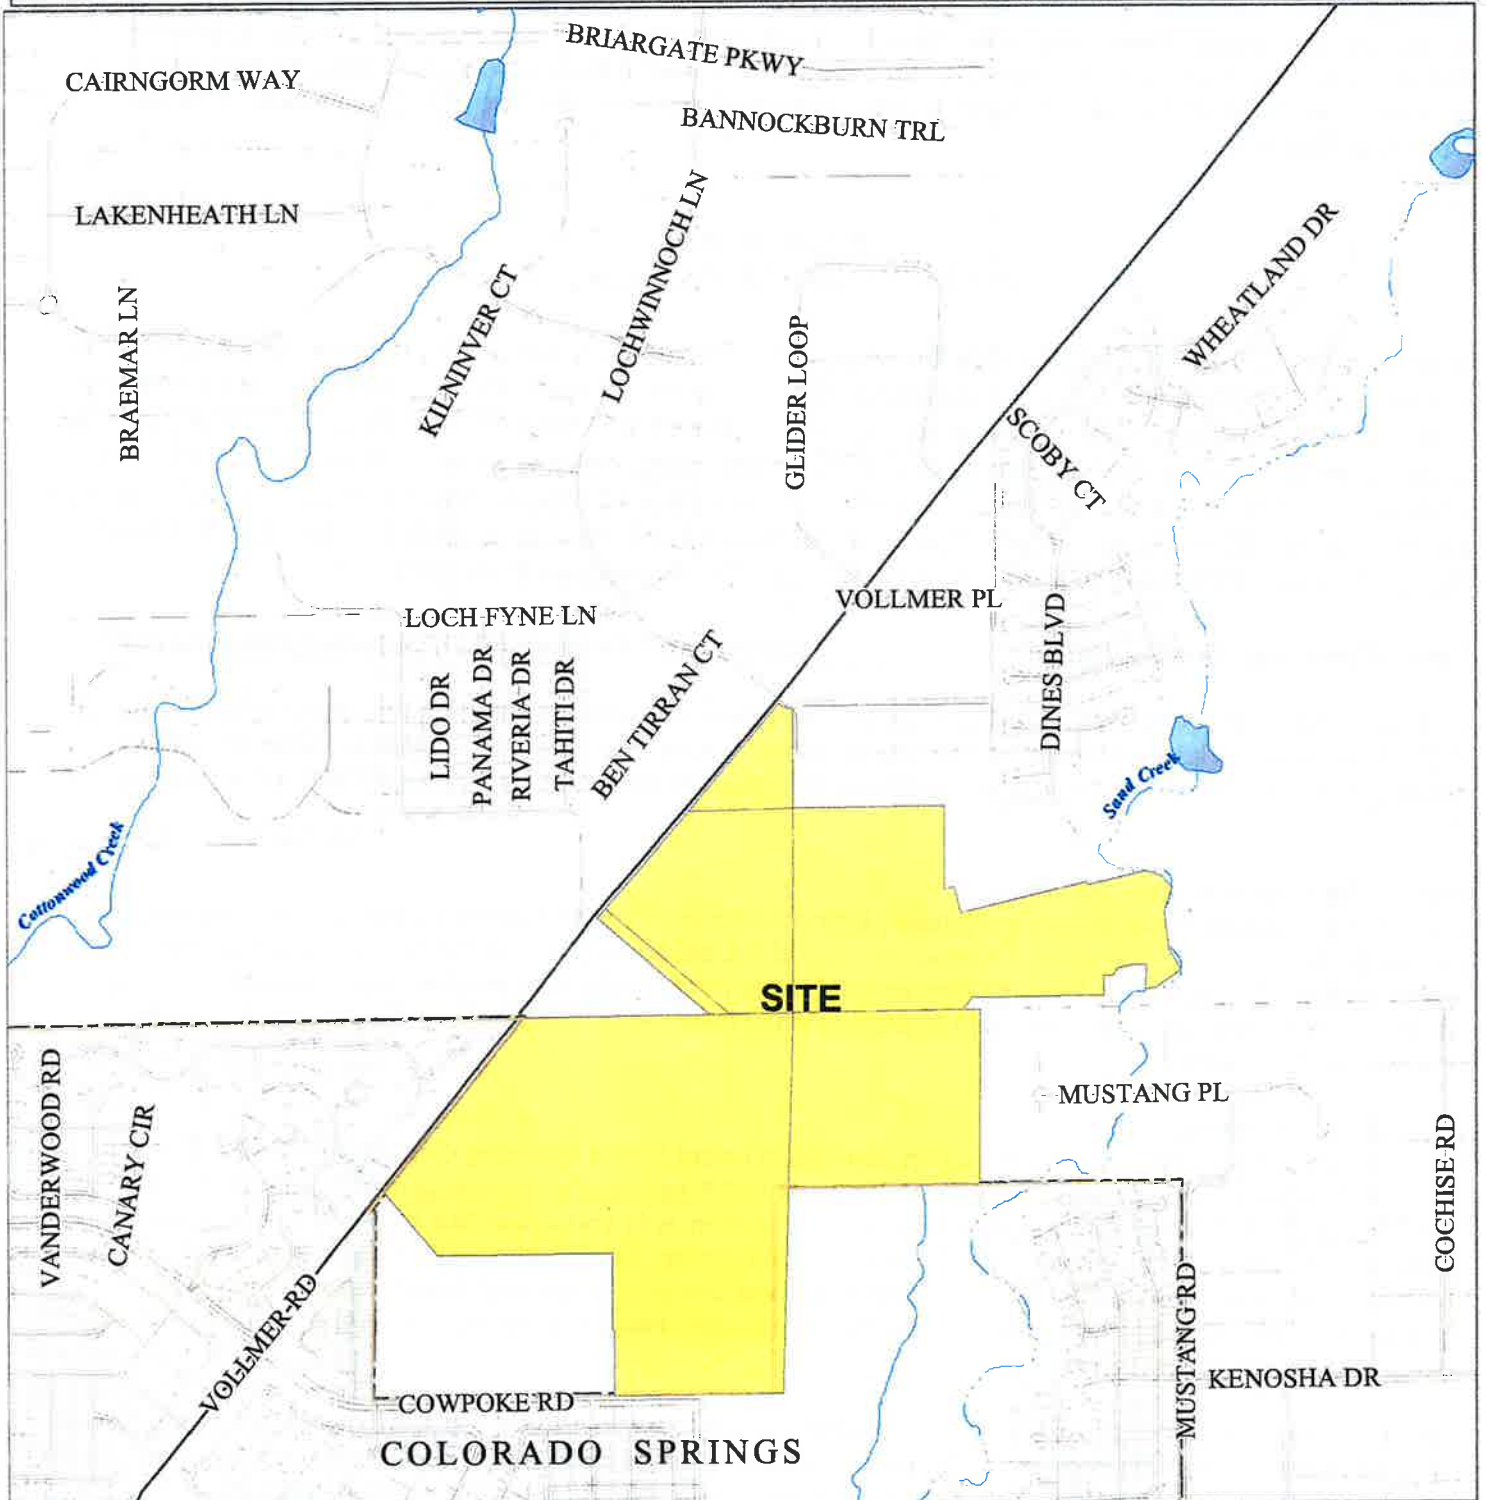 BRIARGATE PKWY
CAIRNGORM WAY
BANNOCKBURN TRL
LAKENHEATH LN
LOCHWINNOCH LN
WHEATLAND DR
KILNINVER CT
BRAEMAR LN
GLIDER LOOP
SCOBY CT
VOLLMER PL
LOCH FYNE LN
DINES BLVD
LIDO DR
PANAMA DR
RIVERIA DR
TAHITI DR
BEN TIRRAN CT
Sand Creek
Cottonwood Creek
SITE
MUSTANG PL
VANDERWOOD RD
CANARY CIR
COCHISE RD
VOLLMER RD
MUSTANG RD
KENOSHA DR
COWPOKE RD
COLORADO SPRINGS